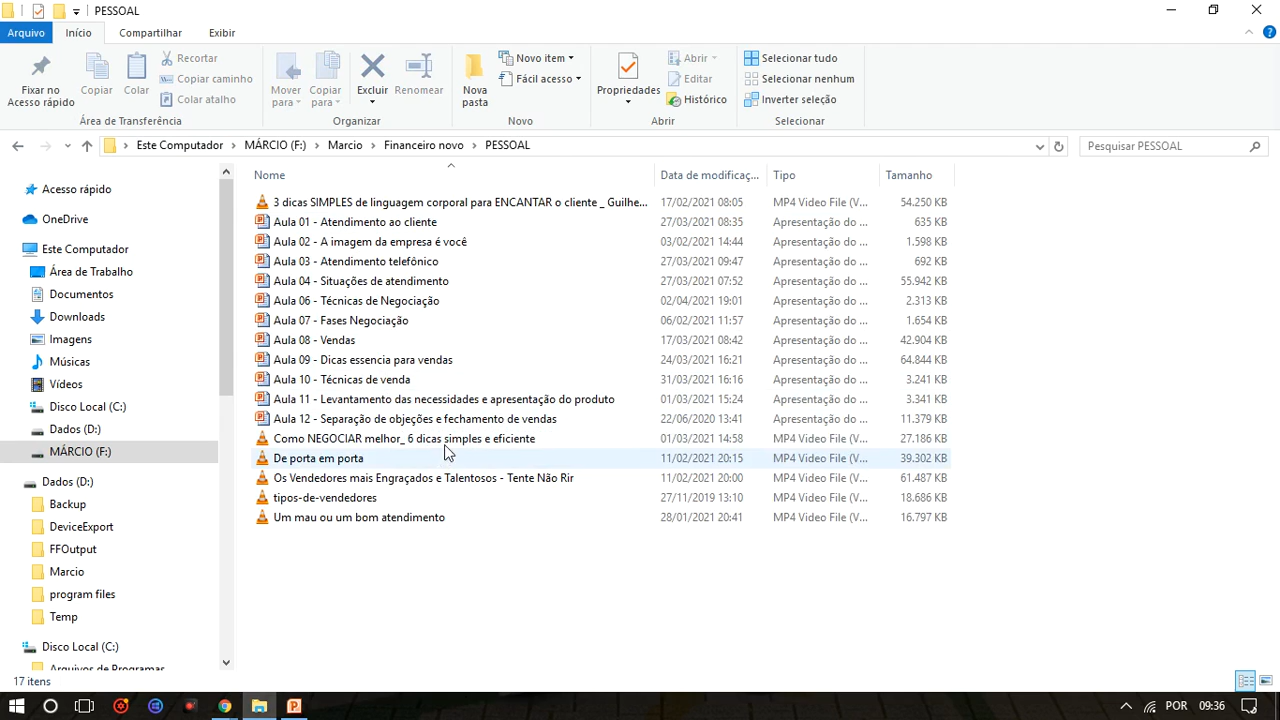 PESSOAL
Arquivo Início Compartilhar Exibir
Fixar no Acesso rápido
Copiar
Colar
Recortar
Copiar caminho
Colar atalho
Área de Transferência
Mover para
Copiar para
Excluir
Renomear
Organizar
Nova pasta
Novo item
Fácil acesso
Novo
Propriedades
Abrir
Editar
Histórico
Abrir
Selecionar tudo
Selecionar nenhum
Inverter seleção
Selecionar
Este Computador > MÁRCIO (F:) > Marcio > Financeiro novo > PESSOAL
Pesquisar PESSOAL
Acesso rápido
OneDrive
Este Computador
Área de Trabalho
Documentos
Downloads
Imagens
Músicas
Vídeos
Disco Local (C:)
Dados (D:)
MÁRCIO (F:)
Dados (D:)
Backup
DeviceExport
FFOutput
Marcio
program files
Temp
Disco Local (C:)
Arquivos de Programas
Nome Data de modificaç... Tipo Tamanho
3 dicas SIMPLES de linguagem corporal para ENCANTAR o cliente _ Guilhe... 17/02/2021 08:05 MP4 Video File (V... 54.250 KB
Aula 01 - Atendimento ao cliente 27/03/2021 08:35 Apresentação do ... 635 KB
Aula 02 - A imagem da empresa é você 03/02/2021 14:44 Apresentação do ... 1.598 KB
Aula 03 - Atendimento telefônico 27/03/2021 09:47 Apresentação do ... 692 KB
Aula 04 - Situações de atendimento 27/03/2021 07:52 Apresentação do ... 55.942 KB
Aula 06 - Técnicas de Negociação 02/04/2021 19:01 Apresentação do ... 2.313 KB
Aula 07 - Fases Negociação 06/02/2021 11:57 Apresentação do ... 1.654 KB
Aula 08 - Vendas 17/03/2021 08:42 Apresentação do ... 42.904 KB
Aula 09 - Dicas essencia para vendas 24/03/2021 16:21 Apresentação do ... 64.844 KB
Aula 10 - Técnicas de venda 31/03/2021 16:16 Apresentação do ... 3.241 KB
Aula 11 - Levantamento das necessidades e apresentação do produto 01/03/2021 15:24 Apresentação do ... 3.341 KB
Aula 12 - Separação de objeções e fechamento de vendas 22/06/2020 13:41 Apresentação do ... 11.379 KB
Como NEGOCIAR melhor_ 6 dicas simples e eficiente 01/03/2021 14:58 MP4 Video File (V... 27.186 KB
De porta em porta 11/02/2021 20:15 MP4 Video File (V... 39.302 KB
Os Vendedores mais Engraçados e Talentosos - Tente Não Rir 11/02/2021 20:00 MP4 Video File (V... 61.487 KB
tipos-de-vendedores 27/11/2019 13:10 MP4 Video File (V... 18.686 KB
Um mau ou um bom atendimento 28/01/2021 20:41 MP4 Video File (V... 16.797 KB
17 itens
POR 09:36